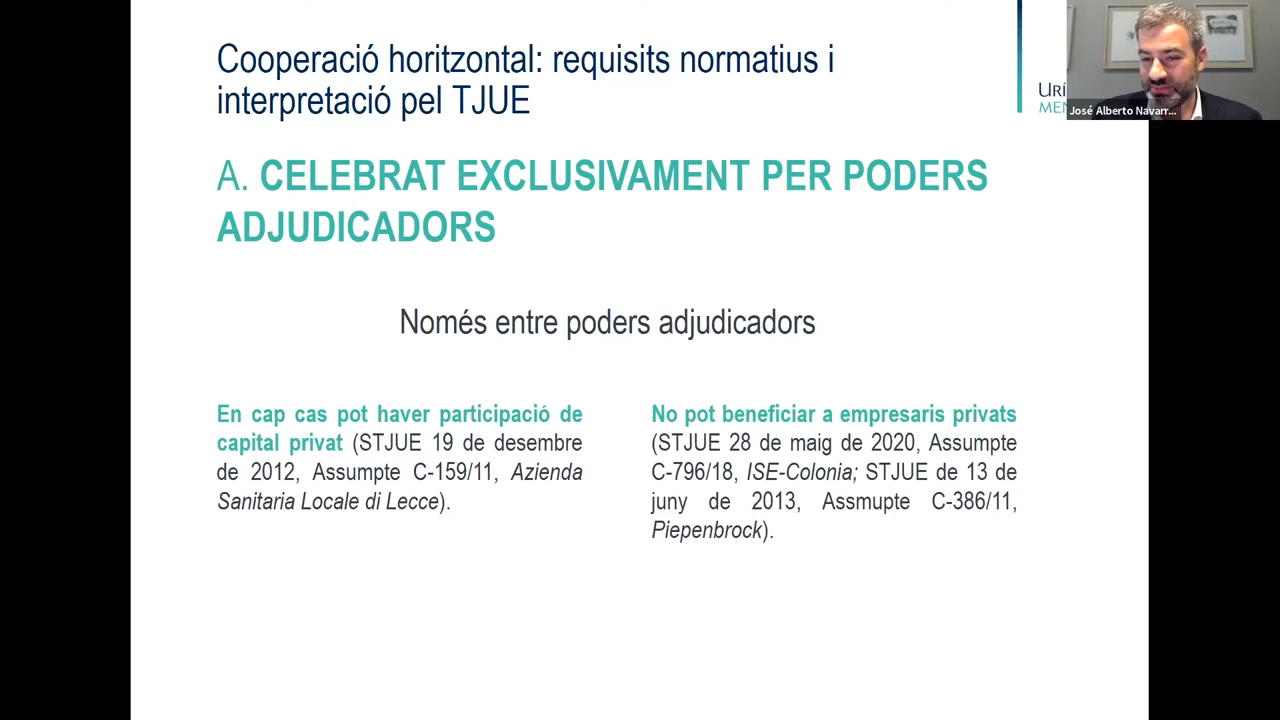 Cooperació horitzontal: requisits normatius i
interpretació pel TJUE
A. CELEBRAT EXCLUSIVAMENT PER PODERS
ADJUDICADORS
Només entre poders adjudicadors
En cap cas pot haver participació de
capital privat (STJUE 19 de desembre
de 2012, Assumpte C-159/11, Azienda
Sanitaria Locale di Lecce).
No pot beneficiar a empresaris privats
(STJUE 28 de maig de 2020, Assumpte
C-796/18, ISE-Colonia; STJUE de 13 de
juny de 2013, Assmupte C-386/11,
Piepenbrock).
José Alberto Navarr...